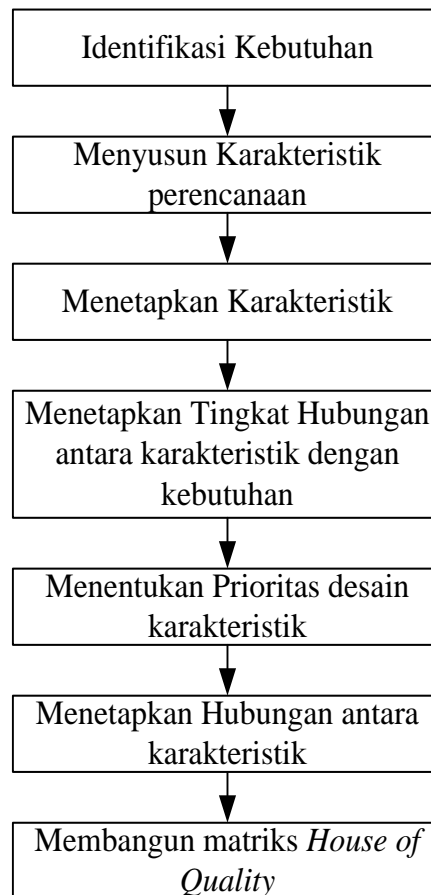 Identifikasi Kebutuhan
Menyusun Karakteristik
perencanaan
Menetapkan Karakteristik
Menetapkan Tingkat Hubungan
antara karakteristik dengan
kebutuhan
Menentukan Prioritas desain
karakteristik
Menetapkan Hubungan antara
karakteristik
Membangun matriks House of
Quality